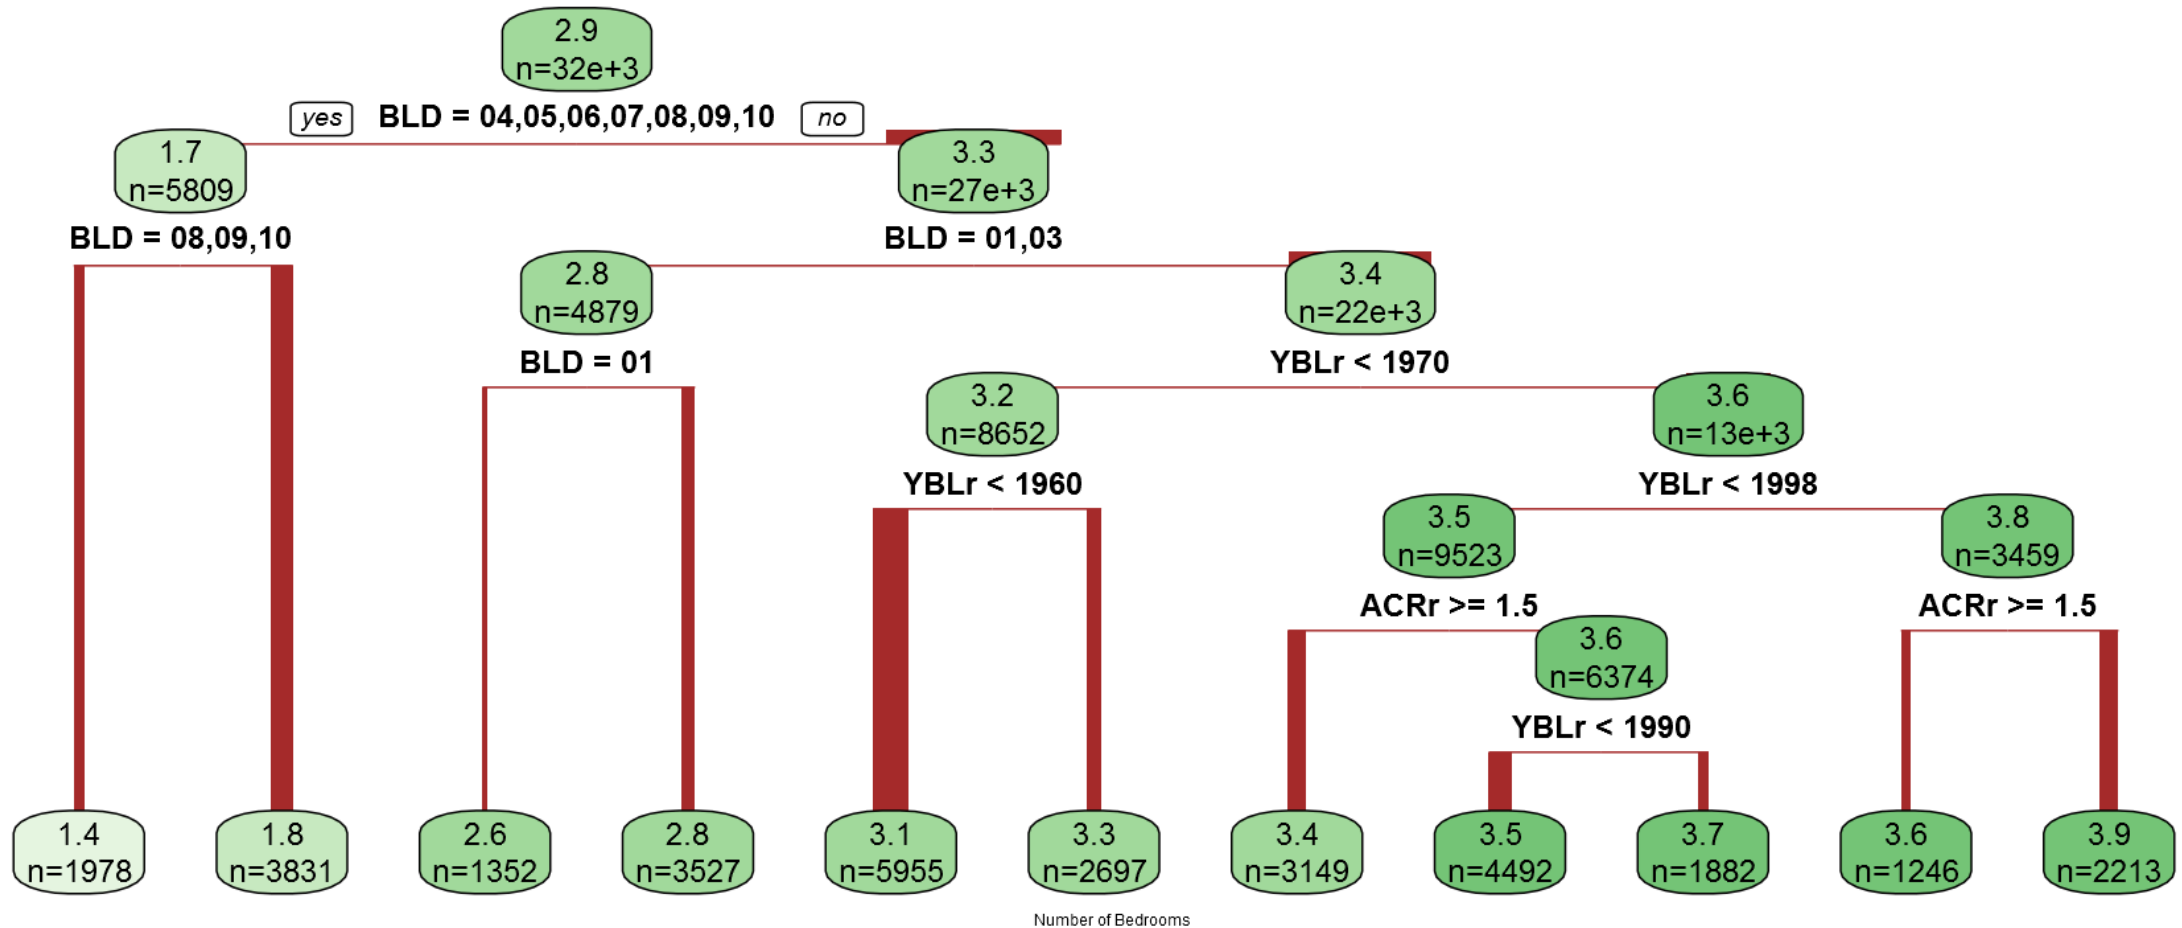 2.9
n=32e+3
yes BLD = 04,05,06,07,08,09,10 no
1.7
n=5809
3.3
n=27e+3
BLD = 08,09,10
BLD = 01,03
2.8
n=4879
3.4
n=22e+3
BLD = 01
YBLr < 1970
3.2
n=8652
3.6
n=13e+3
YBLr < 1960
YBLr < 1998
3.5
n=9523
3.8
n=3459
ACRr >= 1.5
ACRr >= 1.5
3.6
n=6374
YBLr < 1990
1.4
n=1978
1.8
n=3831
2.6
n=1352
2.8
n=3527
3.1
n=5955
3.3
n=2697
3.4
n=3149
3.5
n=4492
3.7
n=1882
3.6
n=1246
3.9
n=2213
Number of Bedrooms